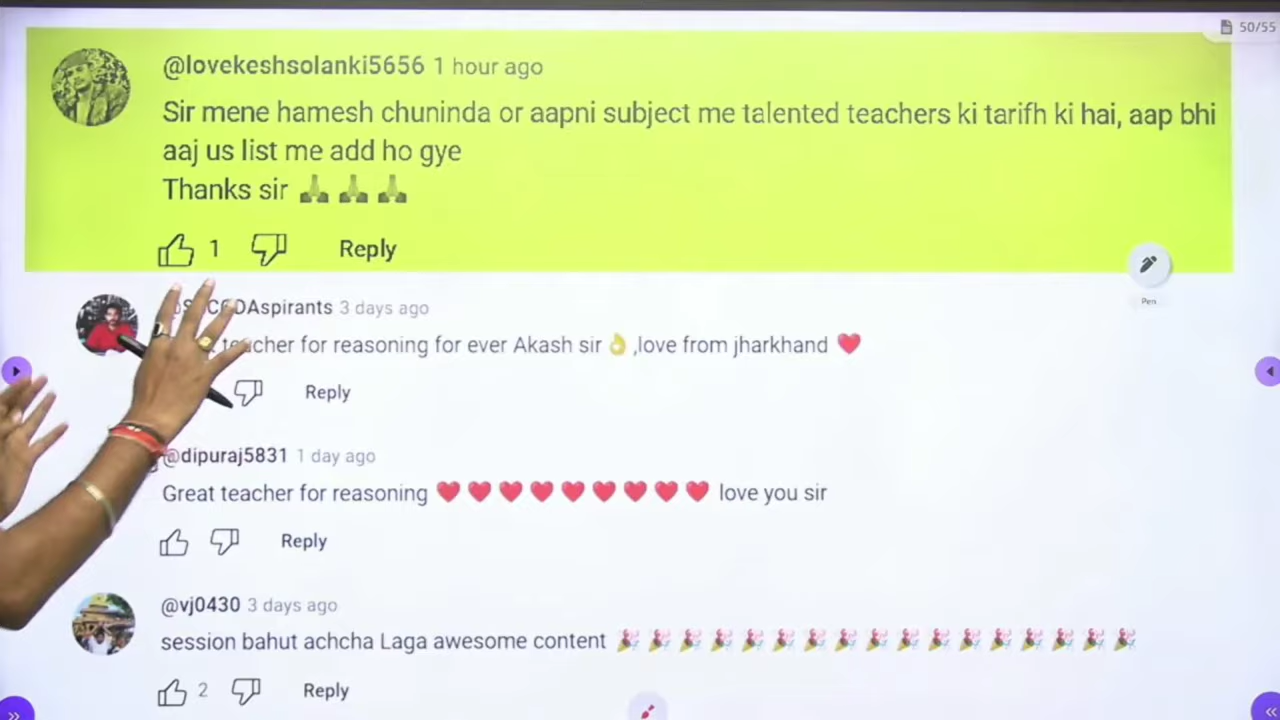 50/55
@lovekeshsolanki5656 1 hour ago
Sir mene hamesh chuninda or aapni subject me talented teachers ki tarifh ki hai, aap bhi
aaj us list me add ho gye
Thanks sir 🙏🙏🙏
1 Reply
Pen
DAspirants 3 days ago
teacher for reasoning for ever Akash sir 👌,love from jharkhand ❤️
Reply
@dipuraj5831 1 day ago
Great teacher for reasoning ❤️❤️❤️❤️❤️❤️❤️❤️❤️ love you sir
Reply
@vj0430 3 days ago
session bahut achcha Laga awesome content 🎉🎉🎉🎉🎉🎉🎉🎉🎉🎉🎉🎉🎉🎉🎉🎉🎉
2 Reply